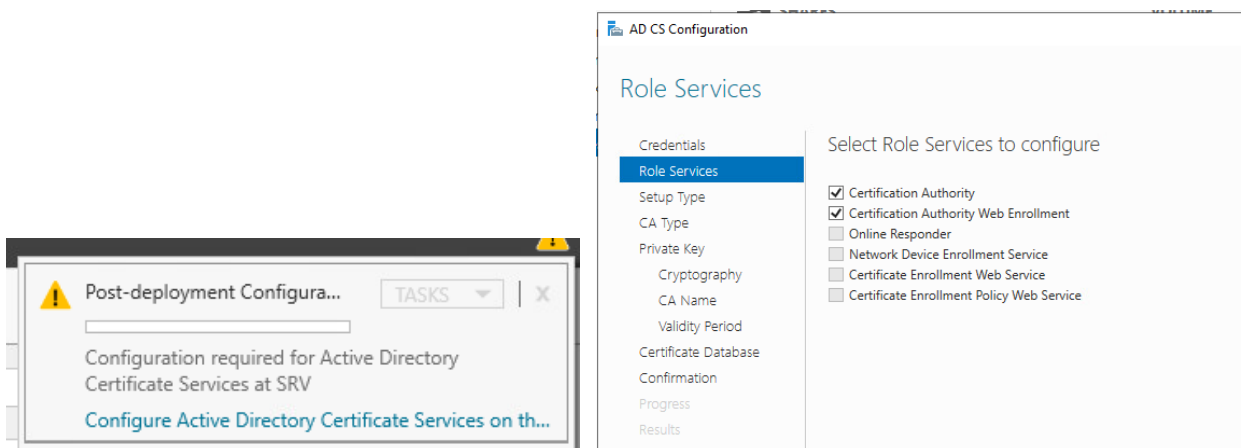 Post-deployment Configura...
TASKS
X
Configuration required for Active Directory
Certificate Services at SRV
Configure Active Directory Certificate Services on th...
AD CS Configuration
Role Services
Credentials
Role Services
Setup Type
CA Type
Private Key
Cryptography
CA Name
Validity Period
Certificate Database
Confirmation
Progress
Results
Select Role Services to configure
Certification Authority
Certification Authority Web Enrollment
Online Responder
Network Device Enrollment Service
Certificate Enrollment Web Service
Certificate Enrollment Policy Web Service